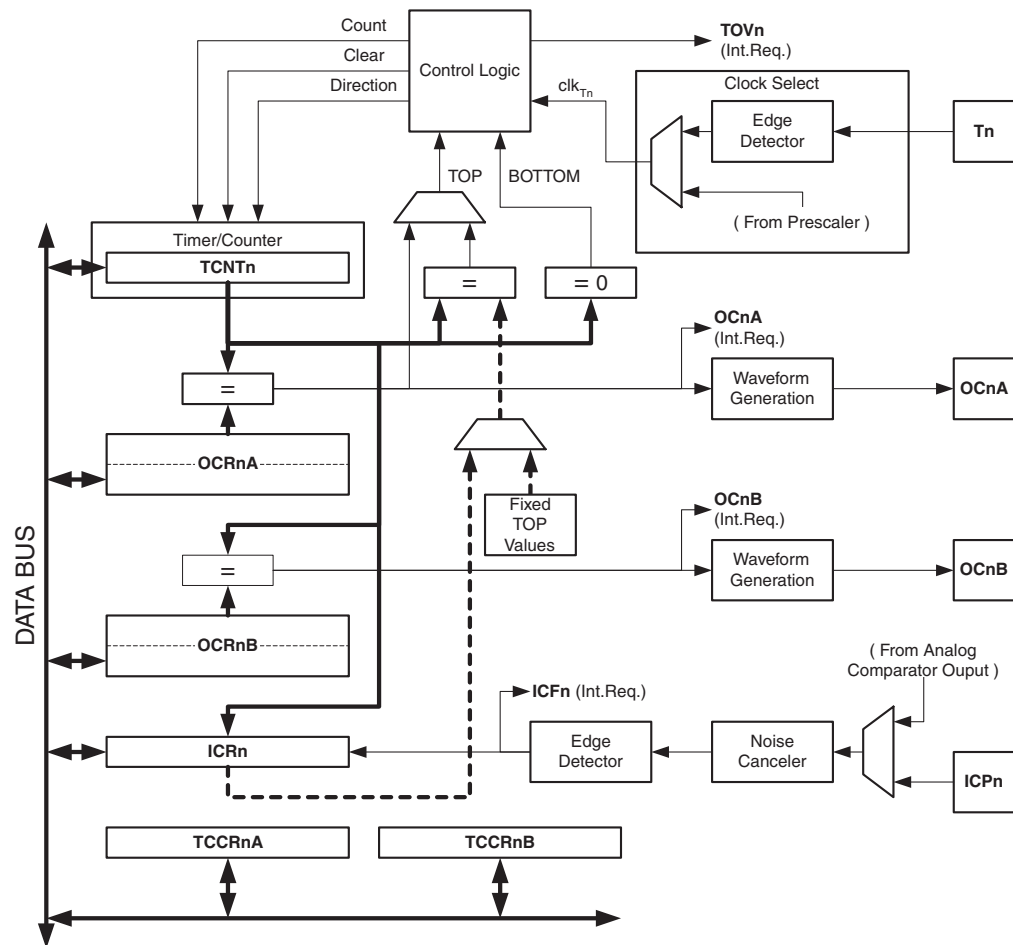 Count
Clear
Direction
Control Logic
TOVn
(Int.Req.)
clkTn
Clock Select
Edge
Detector
Tn
( From Prescaler )
TOP
BOTTOM
Timer/Counter
TCNTn
=
= 0
OCnA
(Int.Req.)
=
Waveform
Generation
OCnA
OCRnA
Fixed
TOP
Values
OCnB
(Int.Req.)
=
Waveform
Generation
OCnB
OCRnB
DATA BUS
( From Analog
Comparator Ouput )
ICFn (Int.Req.)
ICRn
Edge
Detector
Noise
Canceler
ICPn
TCCRnA
TCCRnB